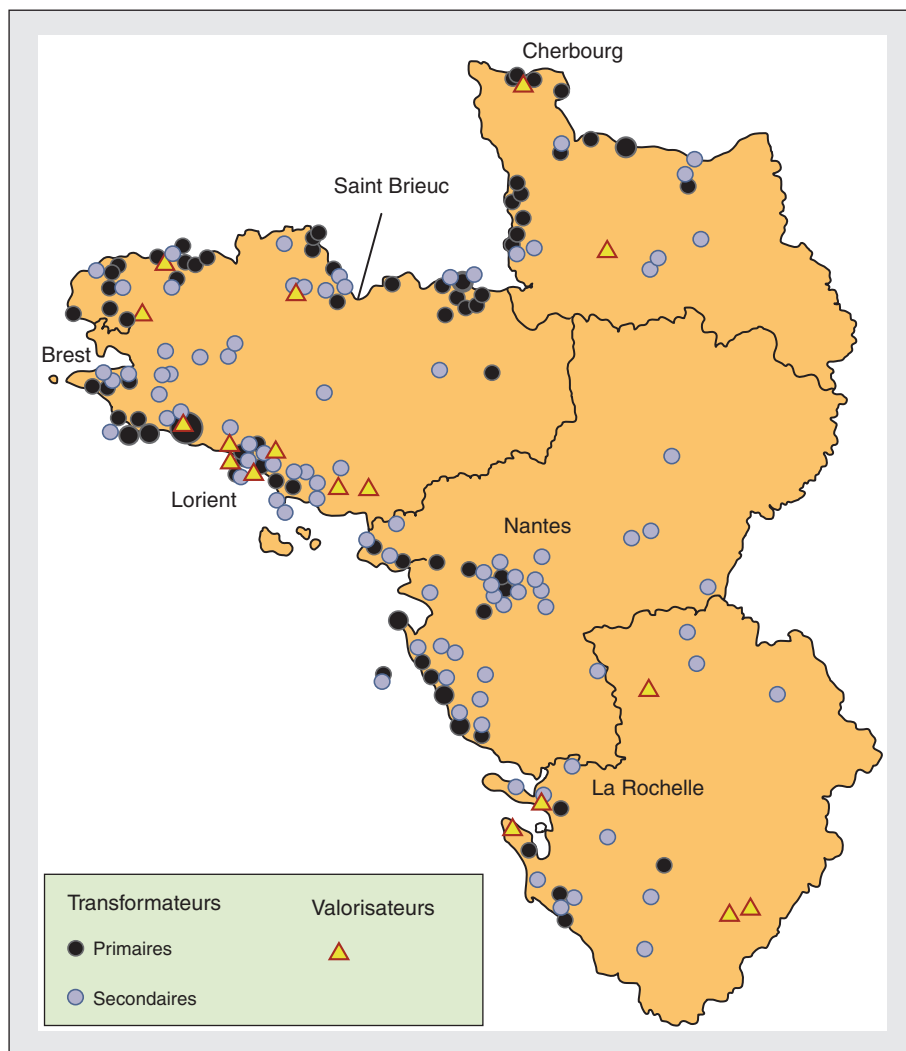 Cherbourg
Saint Brieuc
Brest
Lorient
Nantes
La Rochelle
Transformateurs
Valorisateurs
Primaires
Secondaires